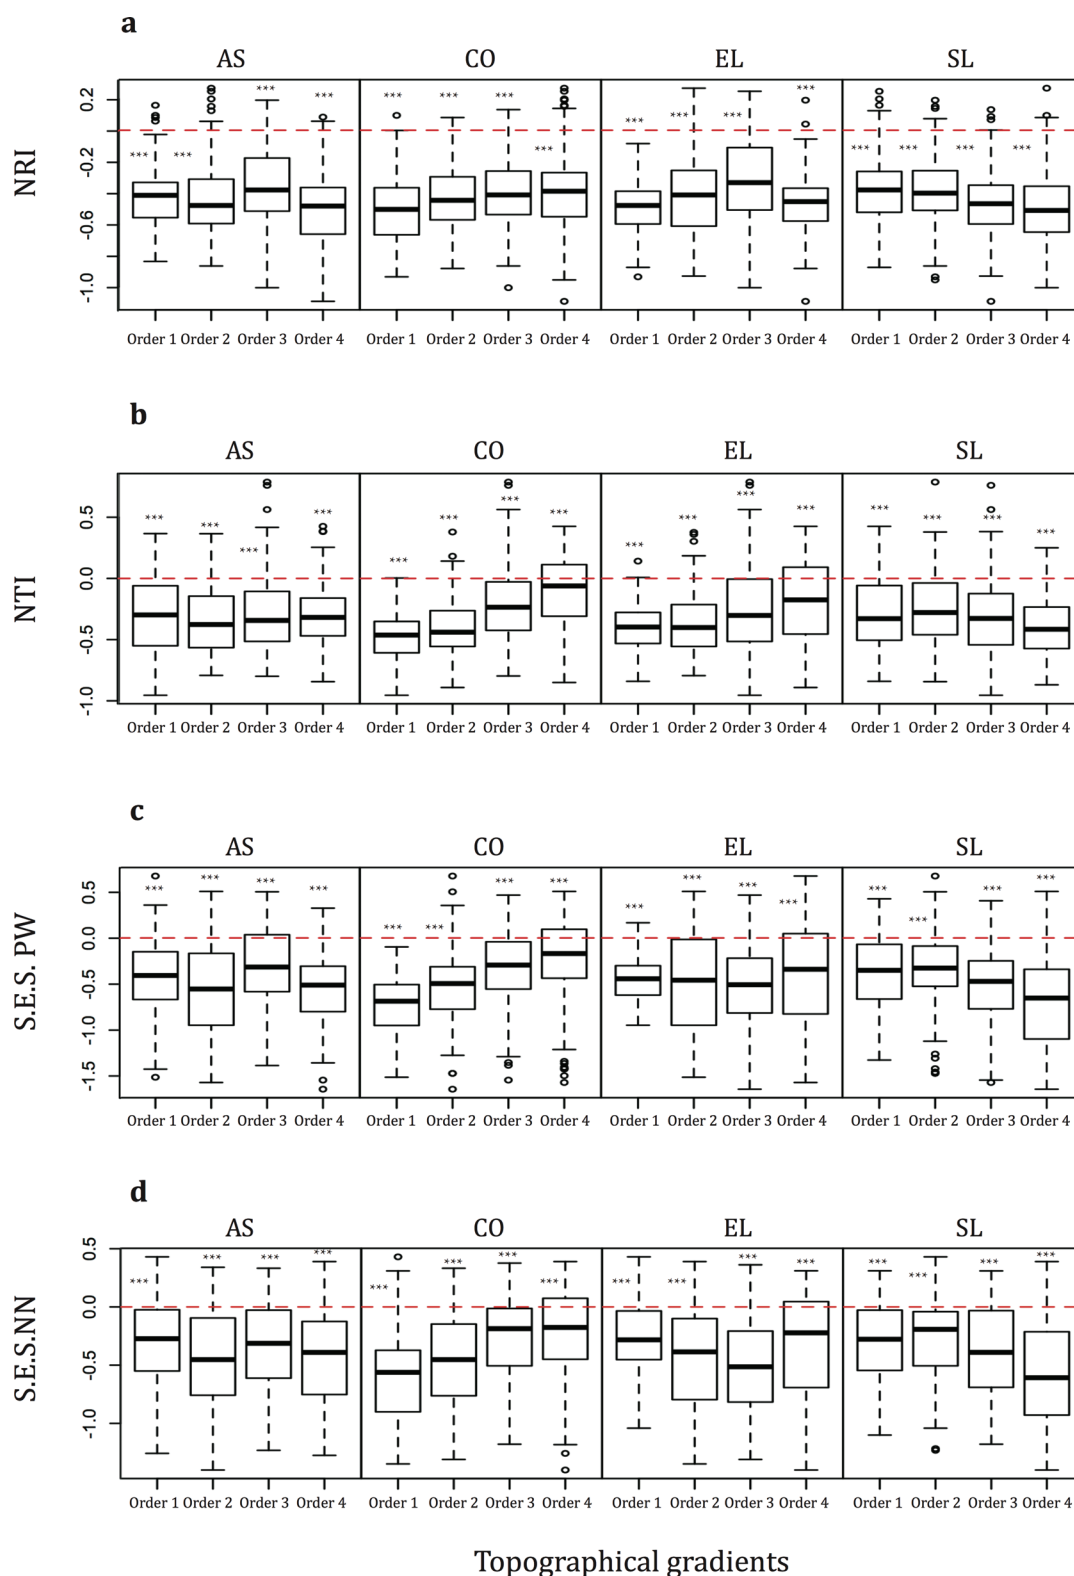 a
AS CO EL SL
NRI
0.2
-0.2
-0.6
-1.0
*** *** *** *** *** *** *** *** *** *** *** *** *** *** *** ***
Order 1 Order 2 Order 3 Order 4 Order 1 Order 2 Order 3 Order 4 Order 1 Order 2 Order 3 Order 4 Order 1 Order 2 Order 3 Order 4
b
AS CO EL SL
NTI
0.5
0.0
-0.5
-1.0
*** *** *** *** *** *** *** *** *** *** *** *** *** *** *** ***
Order 1 Order 2 Order 3 Order 4 Order 1 Order 2 Order 3 Order 4 Order 1 Order 2 Order 3 Order 4 Order 1 Order 2 Order 3 Order 4
c
AS CO EL SL
S.E.S. PW
0.5
0.0
-0.5
-1.0
-1.5
*** *** *** *** *** *** *** *** *** *** *** *** *** *** *** ***
Order 1 Order 2 Order 3 Order 4 Order 1 Order 2 Order 3 Order 4 Order 1 Order 2 Order 3 Order 4 Order 1 Order 2 Order 3 Order 4
d
AS CO EL SL
S.E.S.NN
0.5
0.0
-0.5
-1.0
*** *** *** *** *** *** *** *** *** *** *** *** *** *** *** ***
Order 1 Order 2 Order 3 Order 4 Order 1 Order 2 Order 3 Order 4 Order 1 Order 2 Order 3 Order 4 Order 1 Order 2 Order 3 Order 4
Topographical gradients